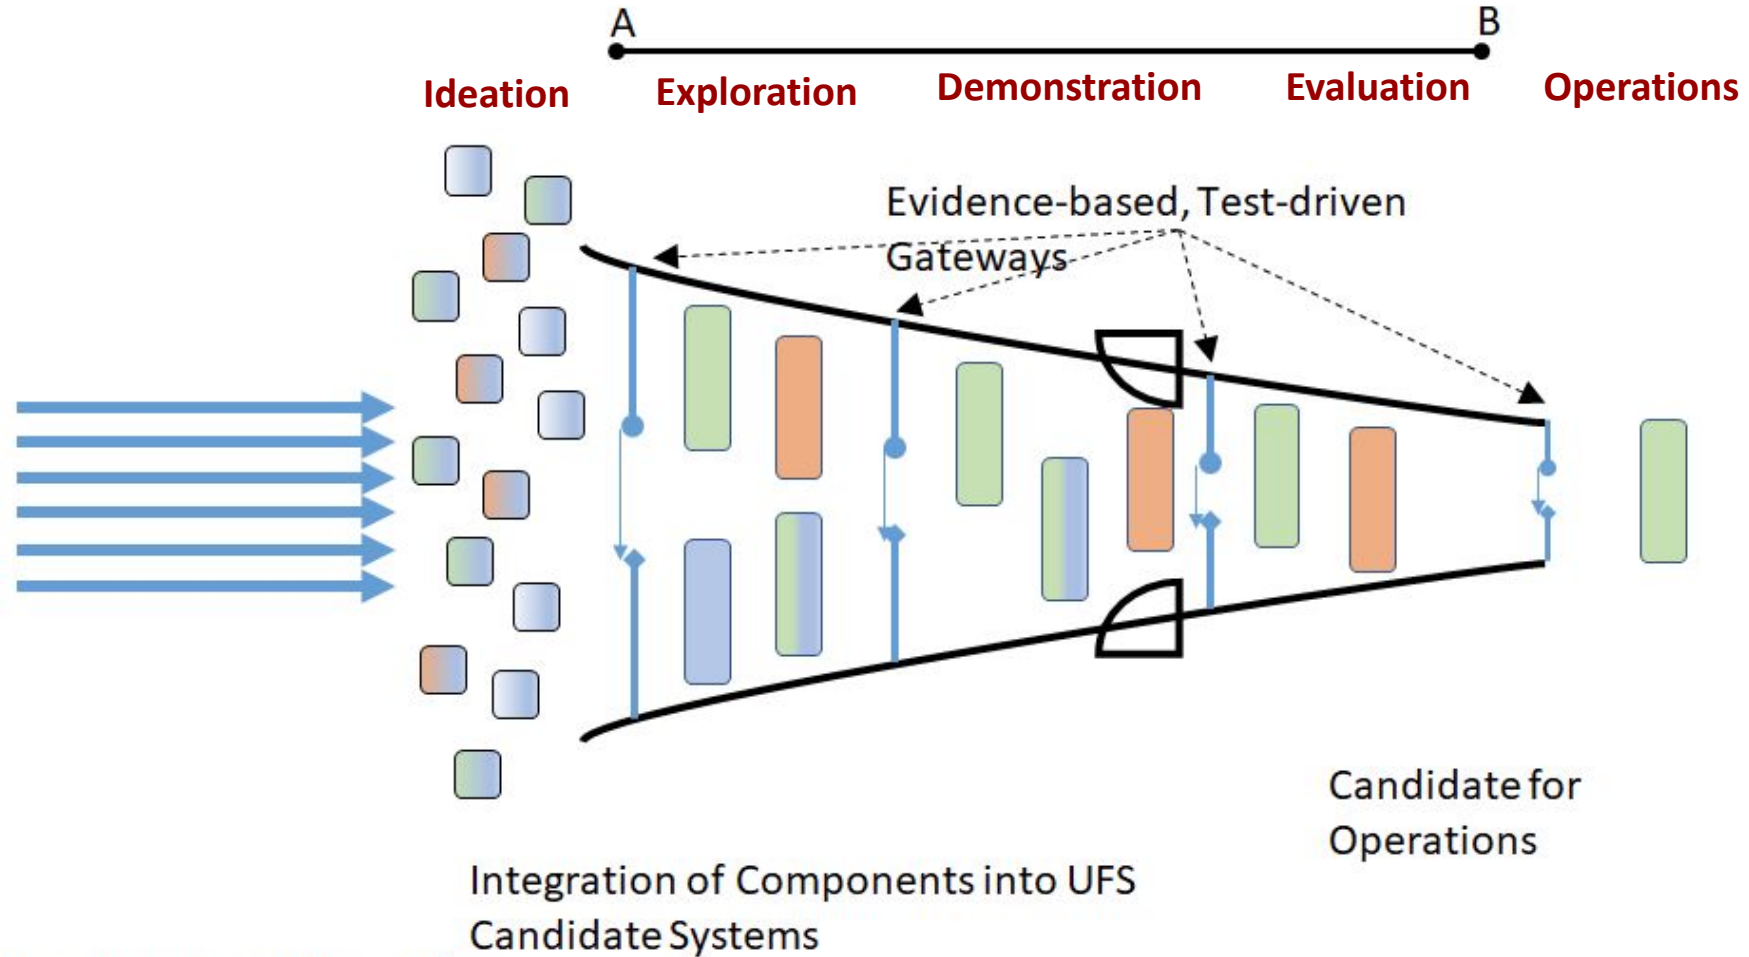 A
B
Ideation
Exploration
Demonstration
Evaluation
Operations
Evidence-based, Test-driven
Gateways
Candidate for
Operations
Integration of Components into UFS
Candidate Systems